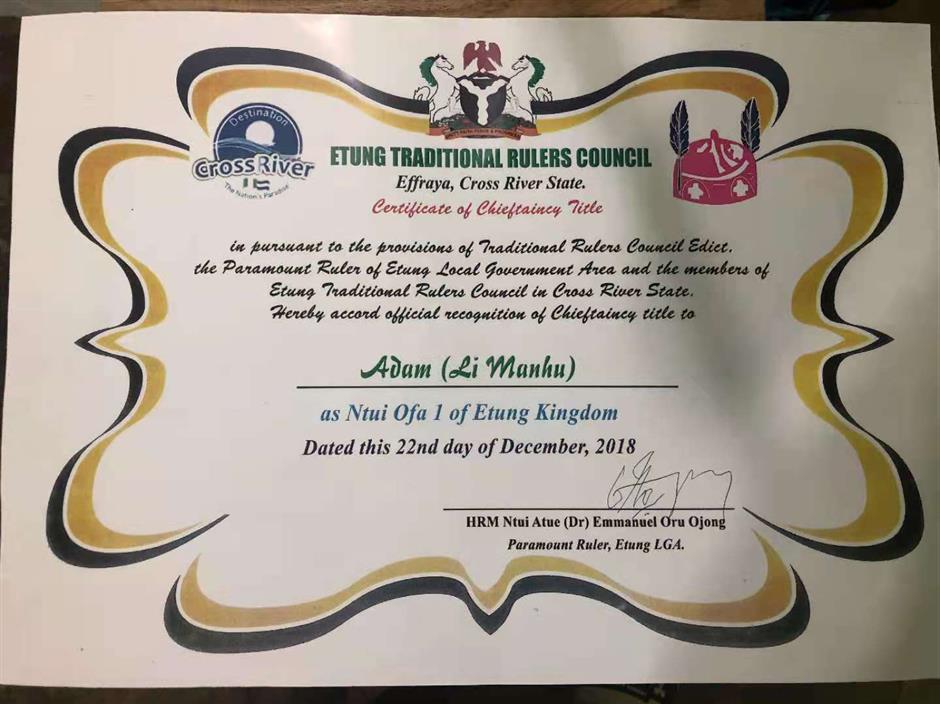 Destination
Cross River
The Nation's Paradise
ETUNG TRADITIONAL RULERS COUNCIL
Effraya, Cross River State.
Certificate of Chieftaincy Title
in pursuant to the provisions of Traditional Rulers Council Edict.
the Paramount Ruler of Etung Local Government Area and the members of
Etung Traditional Rulers Council in Cross River State.
Hereby accord official recognition of Chieftaincy title to
Adam (Li Manhu)
as Ntui Ofa 1 of Etung Kingdom
Dated this 22nd day of December, 2018
HRM Ntui Atue (Dr) Emmanuel Oru Ojong
Paramount Ruler, Etung LGA.